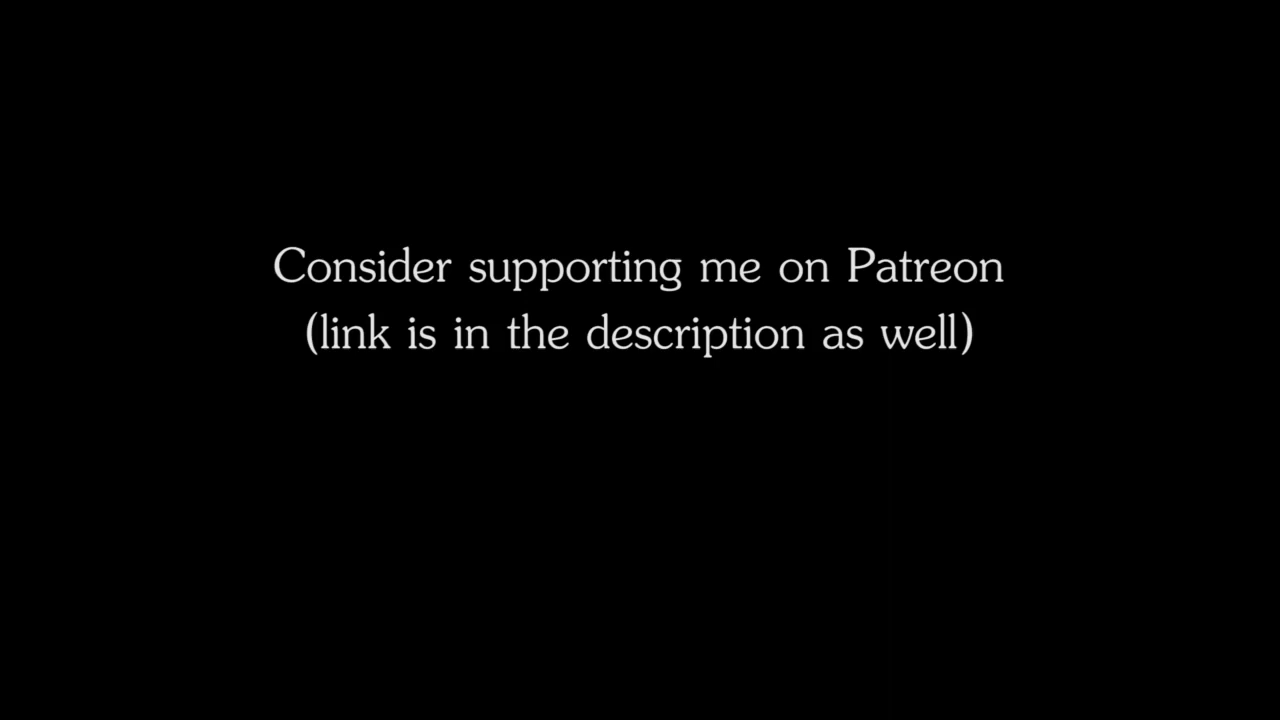 Consider supporting me on Patreon
(link is in the description as well)